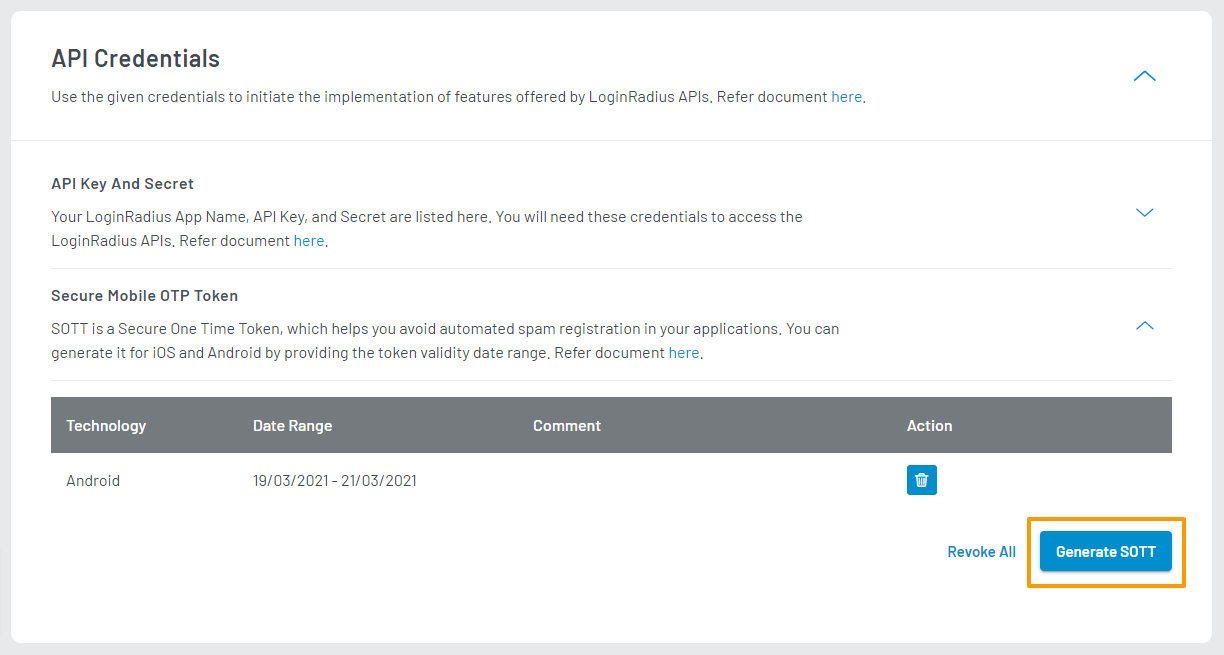 API Credentials
Use the given credentials to initiate the implementation of features offered by LoginRadius APIs. Refer document here.
API Key And Secret
Your LoginRadius App Name, API Key, and Secret are listed here. You will need these credentials to access the
LoginRadius APIs. Refer document here.
Secure Mobile OTP Token
SOTT is a Secure One Time Token, which helps you avoid automated spam registration in your applications. You can
generate it for iOS and Android by providing the token validity date range. Refer document here.
Technology Date Range Comment Action
Android 19/03/2021 - 21/03/2021
Revoke All Generate SOTT